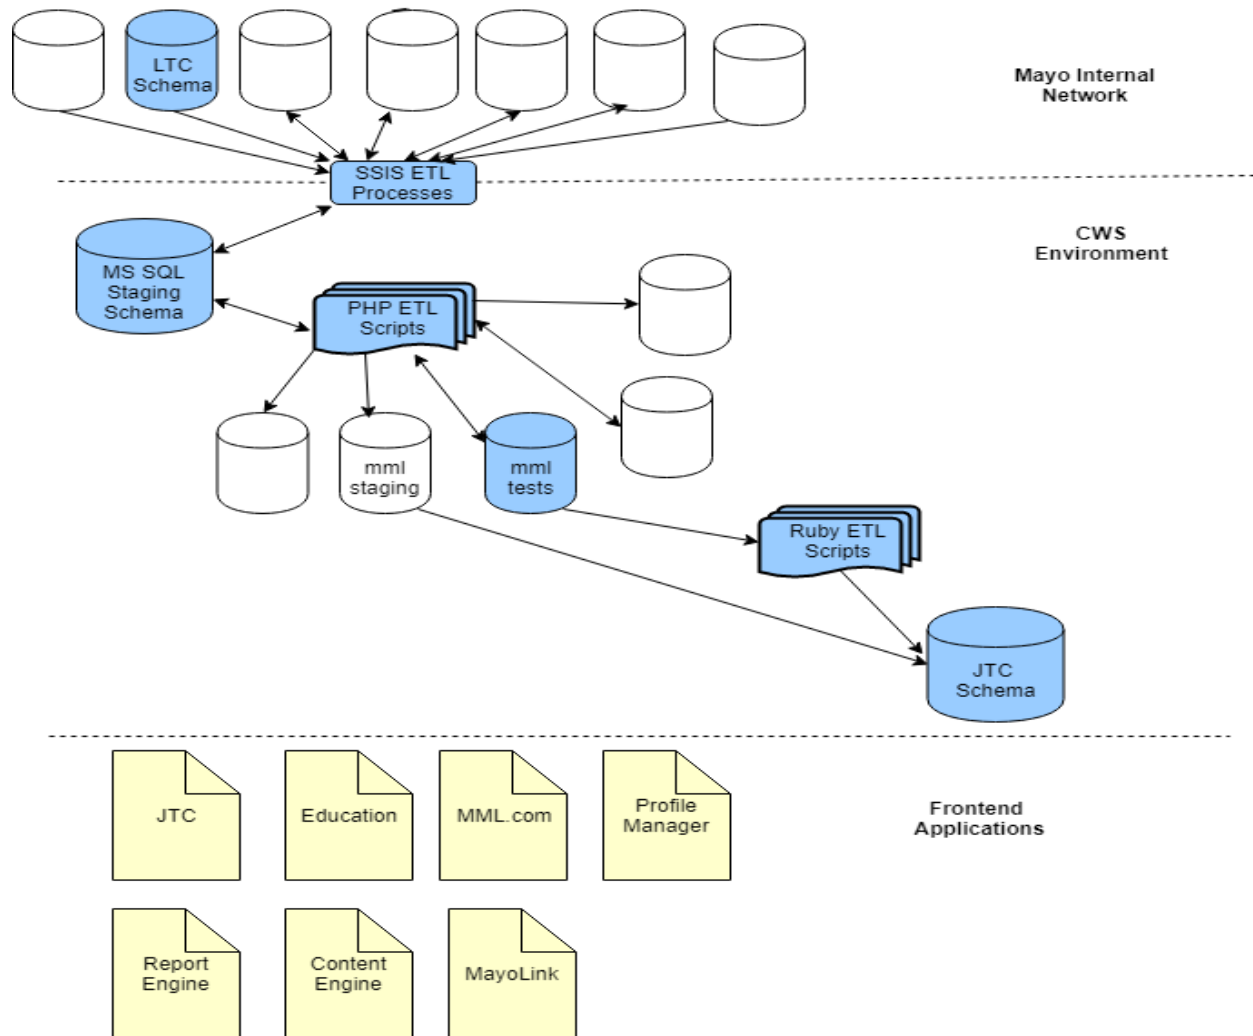 LTC
Schema
Mayo Internal
Network
SSIS ETL
Processes
CWS
Environment
MS SQL
Staging
Schema
PHP ETL
Scripts
mml
staging
mml
tests
Ruby ETL
Scripts
JTC
Schema
JTC
Education
MML.com
Profile
Manager
Frontend
Applications
Report
Engine
Content
Engine
MayoLink